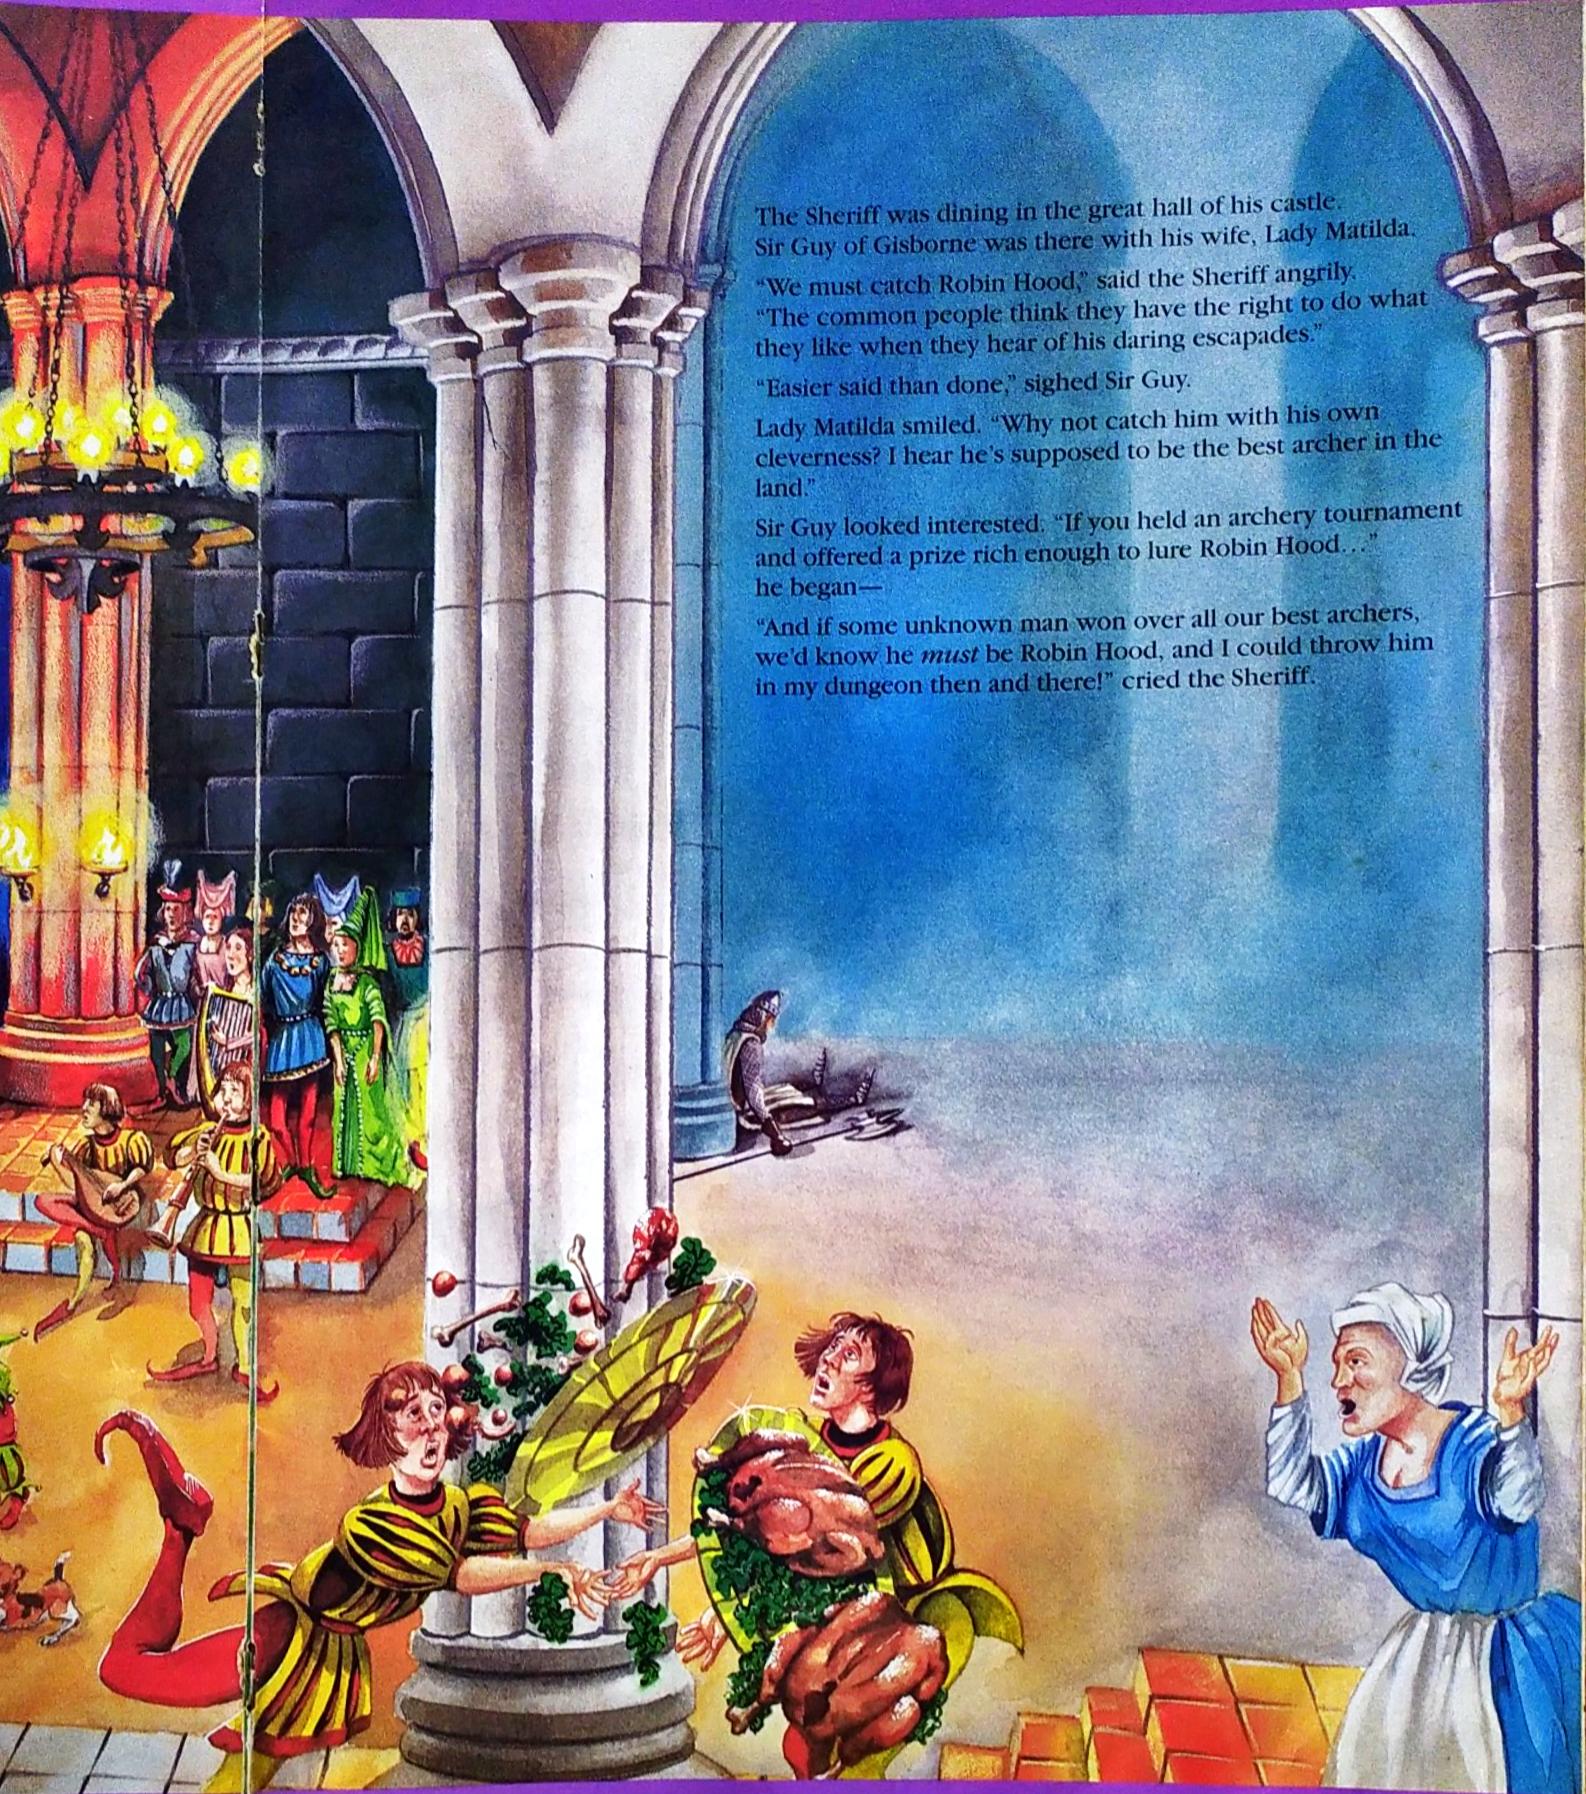 The Sheriff was dining in the great hall of his castle.
Sir Guy of Gisborne was there with his wife, Lady Matilda.
“We must catch Robin Hood,” said the Sheriff angrily.
“The common people think they have the right to do what
they like when they hear of his daring escapades.”
“Easier said than done,” sighed Sir Guy.
Lady Matilda smiled. “Why not catch him with his own
cleverness? I hear he’s supposed to be the best archer in the
land.”
Sir Guy looked interested. “If you held an archery tournament
and offered a prize rich enough to lure Robin Hood…”
he began—
“And if some unknown man won over all our best archers,
we’d know he must be Robin Hood, and I could throw him
in my dungeon then and there!” cried the Sheriff.